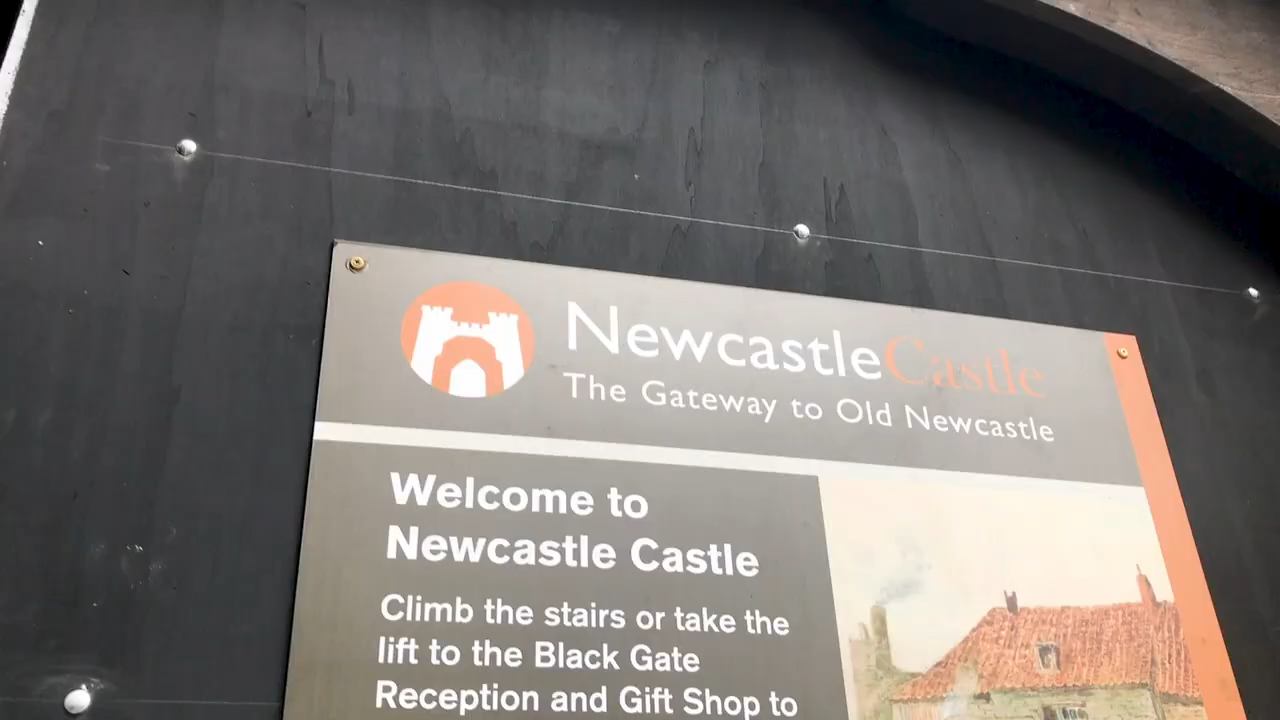 NewcastleCastle
The Gateway to Old Newcastle
Welcome to
Newcastle Castle
Climb the stairs or take the
lift to the Black Gate
Reception and Gift Shop to